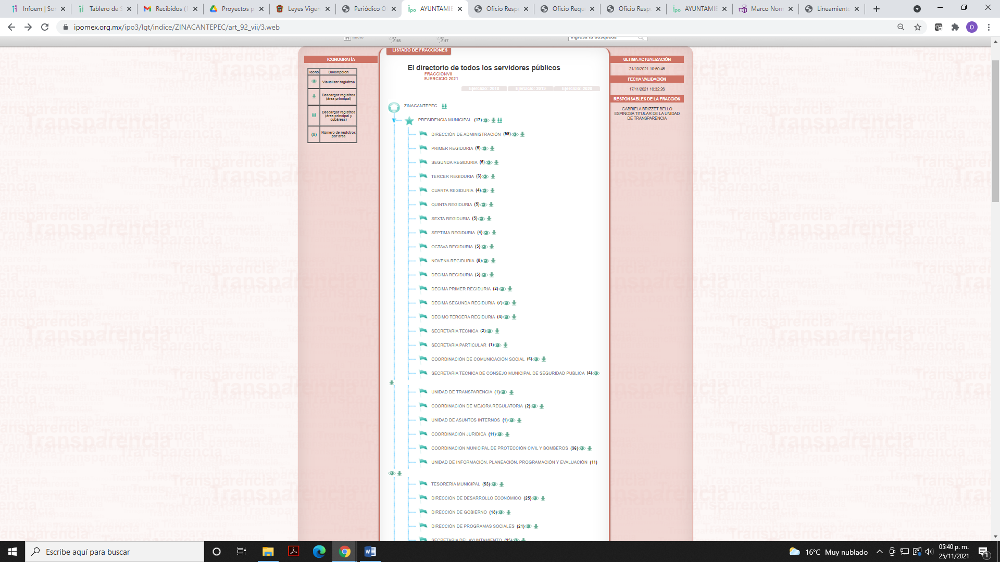 Infoem | So
Tablero de S
Recibidos (1
Proyectos p
Leyes Vigen
Periódico O
AYUNTAMIE
Oficio Resp
Oficio Requ
Oficio Resp
AYUNTAMIE
Marco Norm
Lineamiento
ipomex.org.mx/ipo3/lgt/indice/ZINACANTEPEC/art_92_vii/3.web
O
Inicio
Ingresa tu búsqueda
LISTADO DE FRACCIONES
ICONOGRAFÍA
Icono Descripción
Visualizar registros
Descargar registros
(área principal)
Descargar registros
(área principal y
subáreas)
(#) Número de registros
por área
El directorio de todos los servidores públicos
FRACCIÓNVII
EJERCICIO 2021
Ejercicio: 2018 Ejercicio: 2019 Ejercicio: 2020
ZINACANTEPEC
PRESIDENCIA MUNICIPAL (17)
DIRECCIÓN DE ADMINISTRACIÓN (99)
PRIMER REGIDURIA (5)
SEGUNDA REGIDURIA (5)
TERCER REGIDURIA (3)
CUARTA REGIDURIA (4)
QUINTA REGIDURIA (5)
SEXTA REGIDURIA (5)
SEPTIMA REGIDURIA (4)
OCTAVA REGIDURIA (5)
NOVENA REGIDURIA (8)
DECIMA REGIDURIA (5)
DECIMA PRIMER REGIDURIA (2)
DECIMA SEGUNDA REGIDURIA (7)
DECIMO TERCERA REGIDURIA (4)
SECRETARIA TECNICA (2)
SECRETARIA PARTICULAR (1)
COORDINACIÓN DE COMUNICACIÓN SOCIAL (6)
SECRETARIA TECNICA DE CONSEJO MUNICIPAL DE SEGURIDAD PUBLICA (4)
UNIDAD DE TRANSPARENCIA (1)
COORDINACIÓN DE MEJORA REGULATORIA (2)
UNIDAD DE ASUNTOS INTERNOS (1)
COORDINACIÓN JURIDICA (11)
COORDINACION MUNICIPAL DE PROTECCIÓN CIVIL Y BOMBEROS (36)
UNIDAD DE INFORMACIÓN, PLANEACIÓN, PROGRAMACIÓN Y EVALUACIÓN (11)
TESORERÍA MUNICIPAL (53)
DIRECCIÓN DE DESARROLLO ECONÓMICO (25)
DIRECCIÓN DE GOBIERNO (18)
DIRECCIÓN DE PROGRAMAS SOCIALES (21)
SECRETARIA DEL AYUNTAMIENTO (35)
ULTIMA ACTUALIZACIÓN
21/10/2021 10:50:45
FECHA VALIDACIÓN
17/11/2021 10:32:26
RESPONSABLES DE LA FRACCIÓN
GABRIELA BRIZZET BELLO
ESPINOSA TITULAR DE LA UNIDAD
DE TRANSPARENCIA
Escribe aquí para buscar
16°C Muy nublado
05:40 p. m.
25/11/2021
1